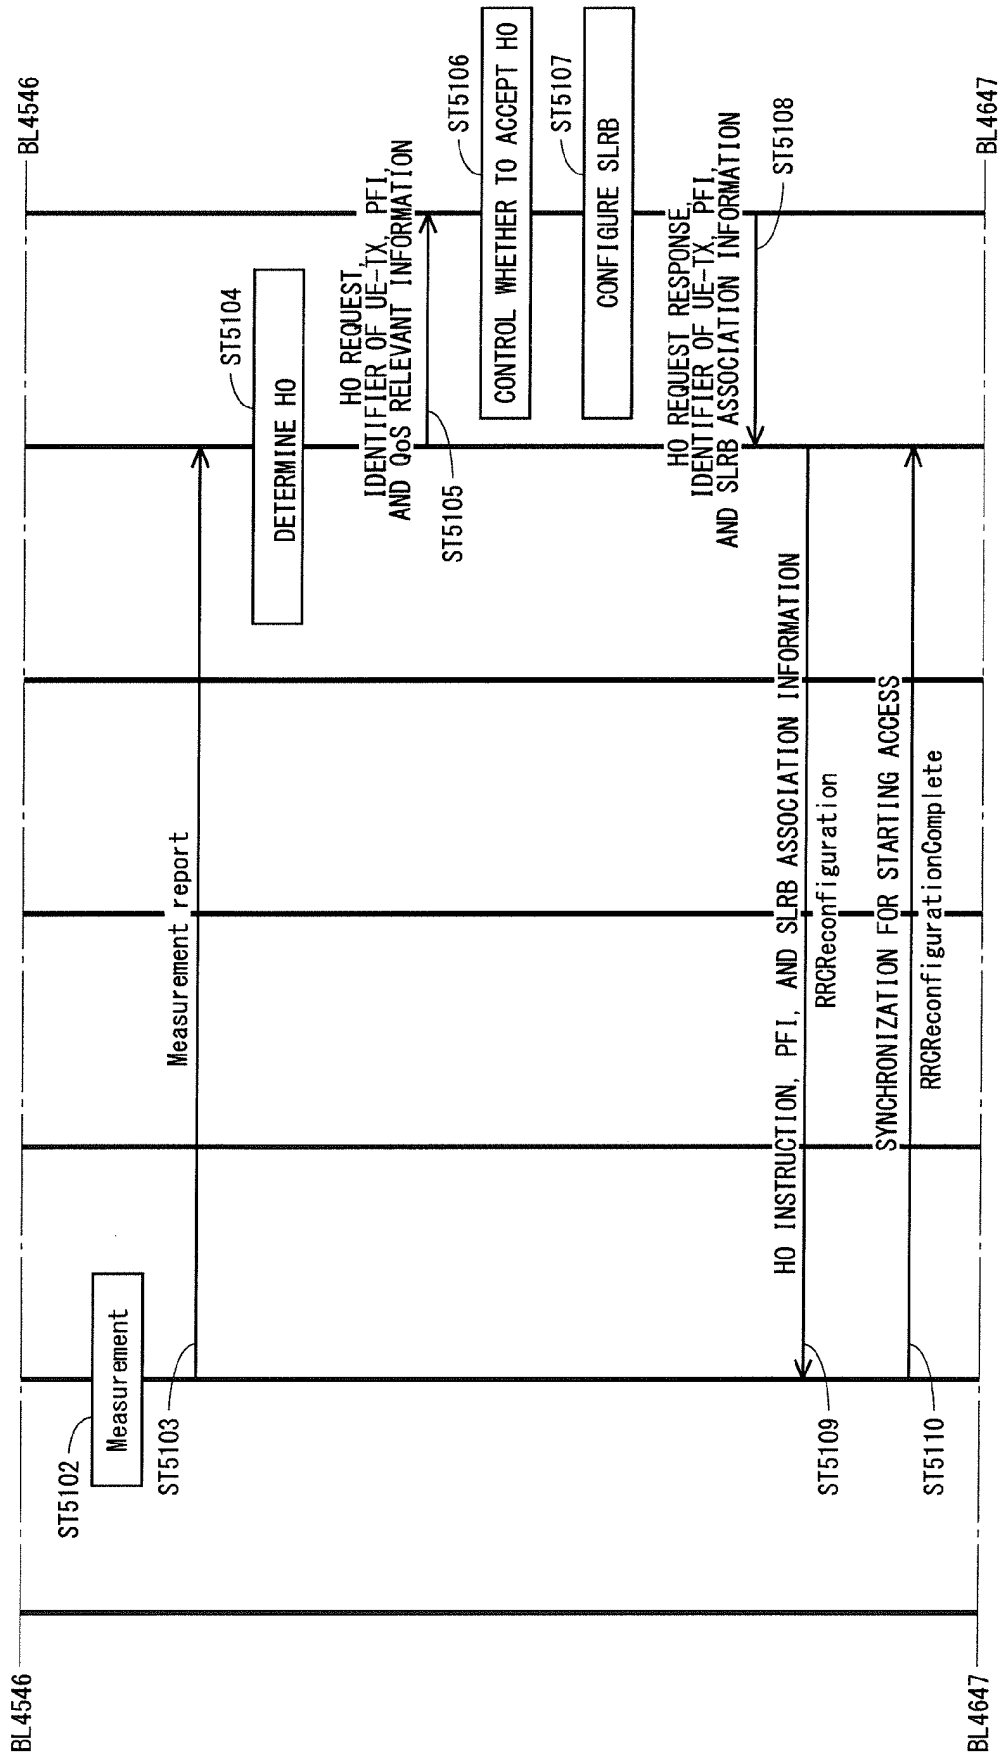 BL4546
BL4546
ST5102
Measurement
ST5103
Measurement report
ST5104
DETERMINE HO
HO REQUEST,
IDENTIFIER OF UE-TX, PFI,
AND QoS RELEVANT INFORMATION
ST5105
ST5106
CONTROL WHETHER TO ACCEPT HO
ST5107
CONFIGURE SLRB
HO REQUEST RESPONSE,
IDENTIFIER OF UE-TX, PFI,
AND SLRB ASSOCIATION INFORMATION
ST5108
HO INSTRUCTION, PFI, AND SLRB ASSOCIATION INFORMATION
RRCReconfiguration
ST5109
SYNCHRONIZATION FOR STARTING ACCESS
RRCReconfigurationComplete
ST5110
BL4647
BL4647